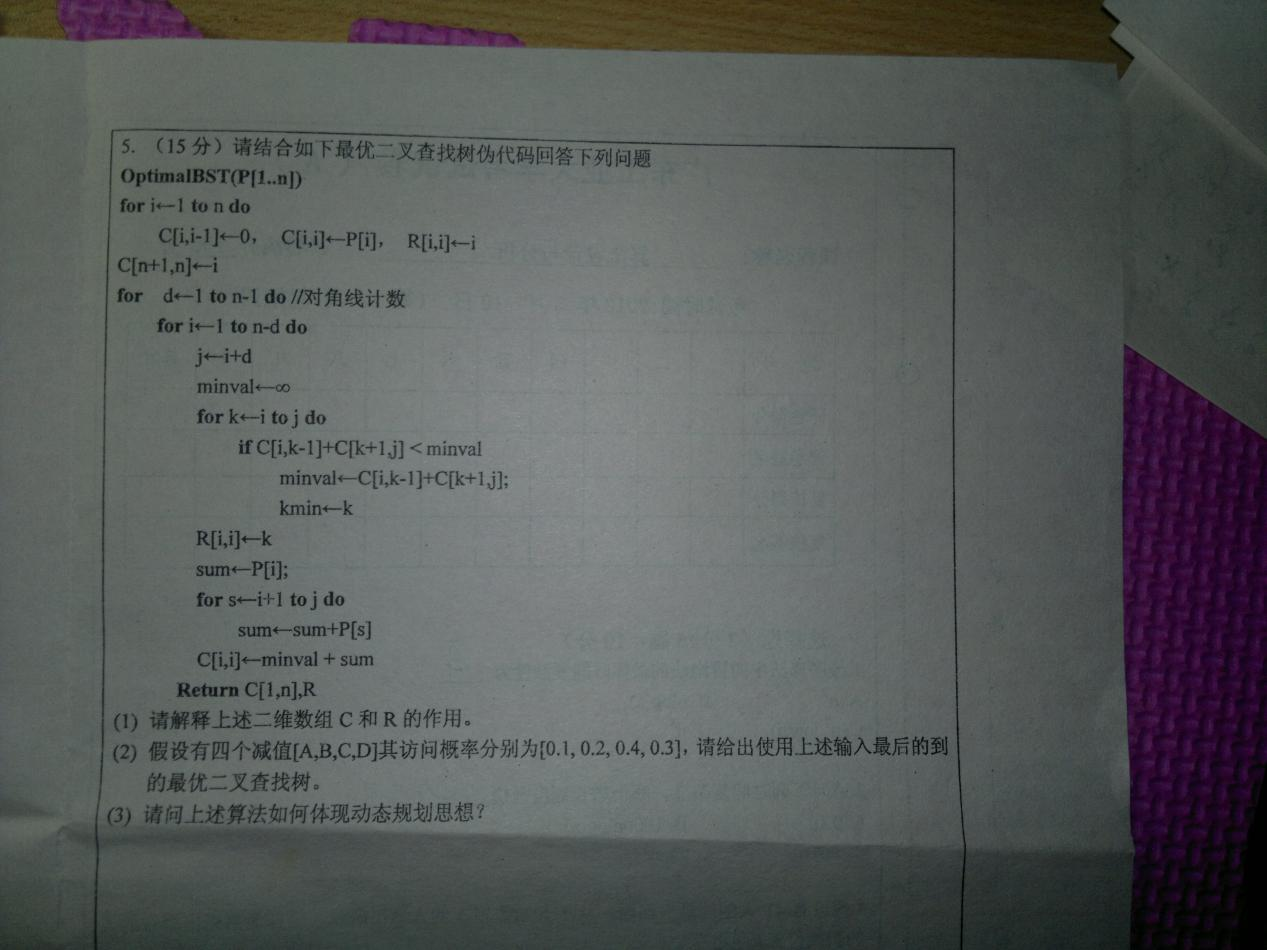 5. （15 分）请结合如下最优二叉查找树伪代码回答下列问题
OptimalBST(P[1..n])
for i←1 to n do
C[i,i-1]←0， C[i,i]←P[i]， R[i,i]←i
C[n+1,n]←i
for d←1 to n-1 do //对角线计数
for i←1 to n-d do
j←i+d
minval←∞
for k←i to j do
if C[i,k-1]+C[k+1,j] < minval
minval←C[i,k-1]+C[k+1,j];
kmin←k
R[i,i]←k
sum←P[i];
for s←i+1 to j do
sum←sum+P[s]
C[i,i]←minval + sum
Return C[1,n],R
(1) 请解释上述二维数组 C 和 R 的作用。
(2) 假设有四个减值[A,B,C,D]其访问概率分别为[0.1, 0.2, 0.4, 0.3]，请给出使用上述输入最后的到
的最优二叉查找树。
(3) 请问上述算法如何体现动态规划思想？